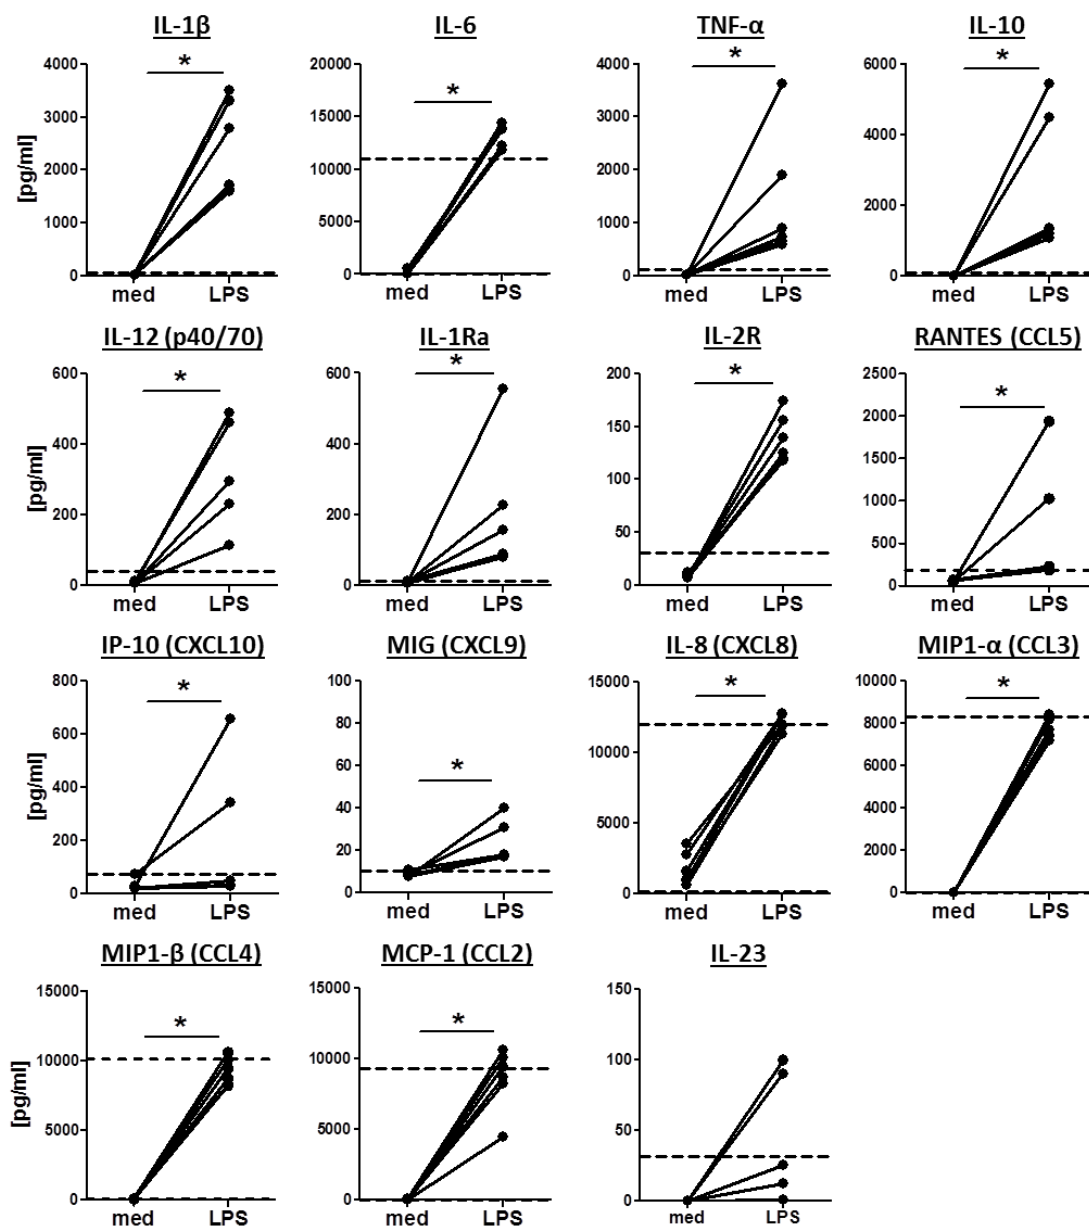 IL-1β
IL-6
TNF-α
IL-10
*
*
*
*
[pg/ml]
4000
3000
2000
1000
0
20000
15000
10000
5000
0
4000
3000
2000
1000
0
6000
4000
2000
0
med LPS
med LPS
med LPS
med LPS
IL-12 (p40/70)
IL-1Ra
IL-2R
RANTES (CCL5)
*
*
*
*
[pg/ml]
600
400
200
0
600
400
200
0
200
150
100
50
0
2500
2000
1500
1000
500
0
med LPS
med LPS
med LPS
med LPS
IP-10 (CXCL10)
MIG (CXCL9)
IL-8 (CXCL8)
MIP1-α (CCL3)
*
*
*
*
[pg/ml]
800
600
400
200
0
100
80
60
40
20
0
15000
10000
5000
0
10000
8000
6000
4000
2000
0
med LPS
med LPS
med LPS
med LPS
MIP1-β (CCL4)
MCP-1 (CCL2)
IL-23
*
*
[pg/ml]
15000
10000
5000
0
15000
10000
5000
0
150
100
50
0
med LPS
med LPS
med LPS